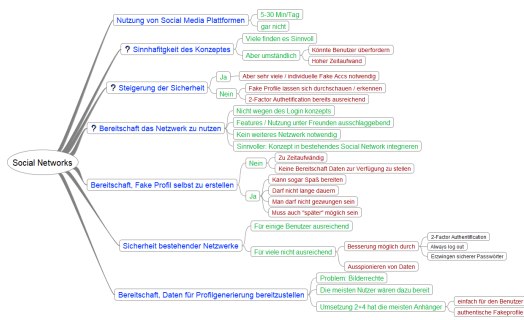 Social Networks
Nutzung von Social Media Plattformen
5-30 Min/Tag
gar nicht
? Sinnhaftigkeit des Konzeptes
Viele finden es Sinnvoll
Aber umständlich
Könnte Benutzer überfordern
Hoher Zeitaufwand
? Steigerung der Sicherheit
Ja
Aber sehr viele / individuelle Fake Accs notwendig
Nein
Fake Profile lassen sich durchschauen / erkennen
2-Factor Authetification bereits ausreichend
? Bereitschaft das Netzwerk zu nutzen
Nicht wegen des Login konzepts
Features / Nutzung unter Freunden ausschlaggebend
Kein weiteres Netzwerk notwendig
Sinnvoller: Konzept in bestehendes Social Network integrieren
Bereitschaft, Fake Profil selbst zu erstellen
Nein
Zu Zeitaufwändig
Keine Bereitschaft Daten zur Verfügung zu stellen
Ja
Kann sogar Spaß bereiten
Darf nicht lange dauern
Man darf nicht gezwungen sein
Muss auch "später" möglich sein
Sicherheit bestehender Netzwerke
Für einige Benutzer ausreichend
Für viele nicht ausreichend
Besserung möglich durch
2-Factor Authentification
Always log out
Erzwingen sicherer Passwörter
Ausspionieren von Daten
Bereitschaft, Daten für Profilgenerierung bereitzustellen
Problem: Bilderrechte
Die meisten Nutzer wären dazu bereit
Umsetzung 2+4 hat die meisten Anhänger
einfach für den Benutzer
authentische Fakeprofile